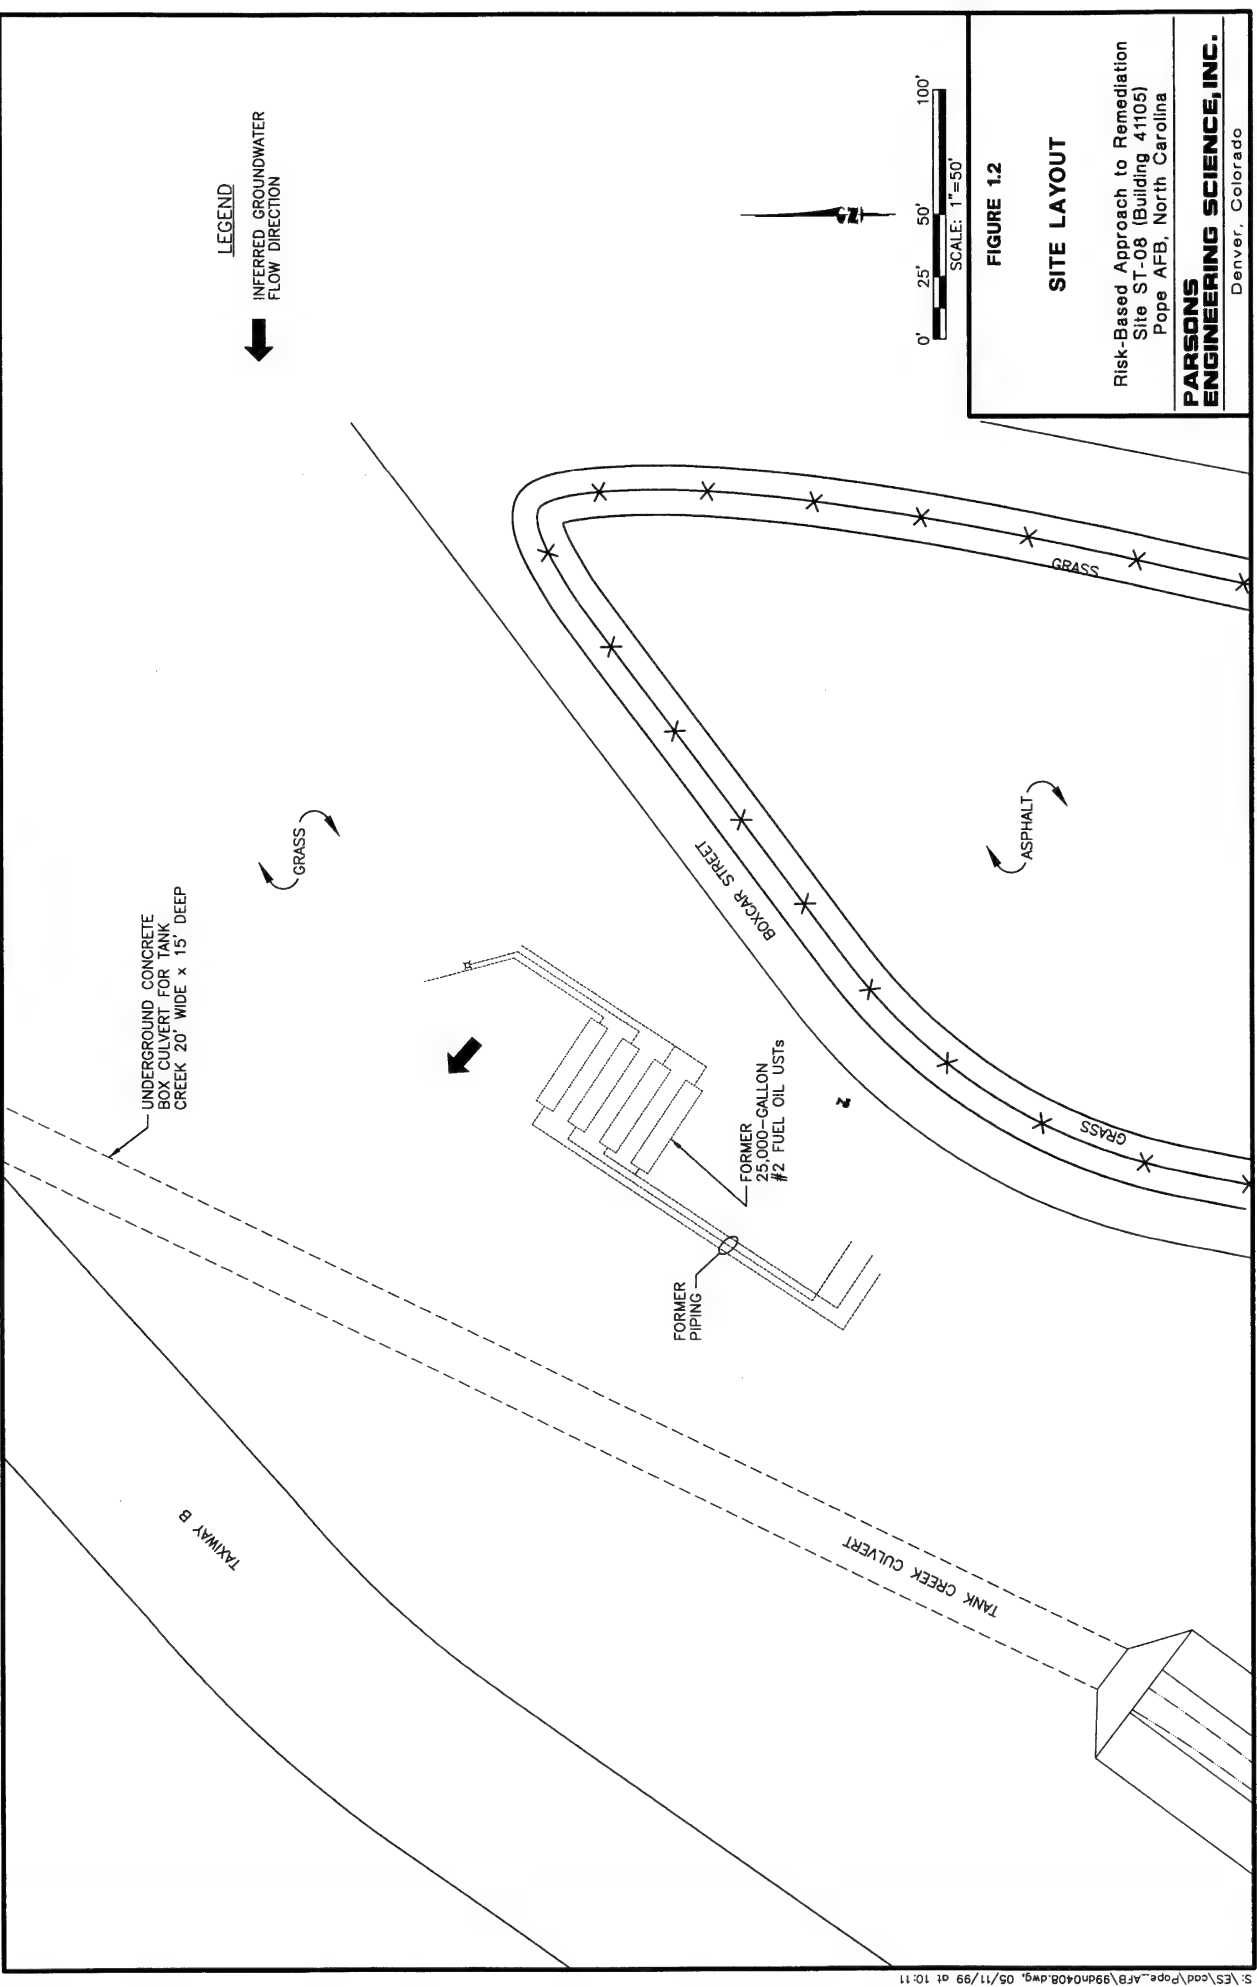 UNDERGROUND CONCRETE
BOX CULVERT FOR TANK
CREEK 20' WIDE x 15' DEEP
LEGEND
INFERRED GROUNDWATER
FLOW DIRECTION
GRASS
TAXIWAY B
FORMER
PIPING
FORMER
25,000-GALLON
#2 FUEL OIL USTs
BOXCAR STREET
TANK CREEK CULVERT
ASPHALT
GRASS
GRASS
0' 25' 50' 100'
SCALE: 1"=50'
FIGURE 1.2
SITE LAYOUT
Risk-Based Approach to Remediation
Site ST-08 (Building 41105)
Pope AFB, North Carolina
PARSONS
ENGINEERING SCIENCE, INC.
Denver, Colorado
S:\ES\cad\Pope_AFB\99dn0408.dwg, 05/11/99 at 10:11